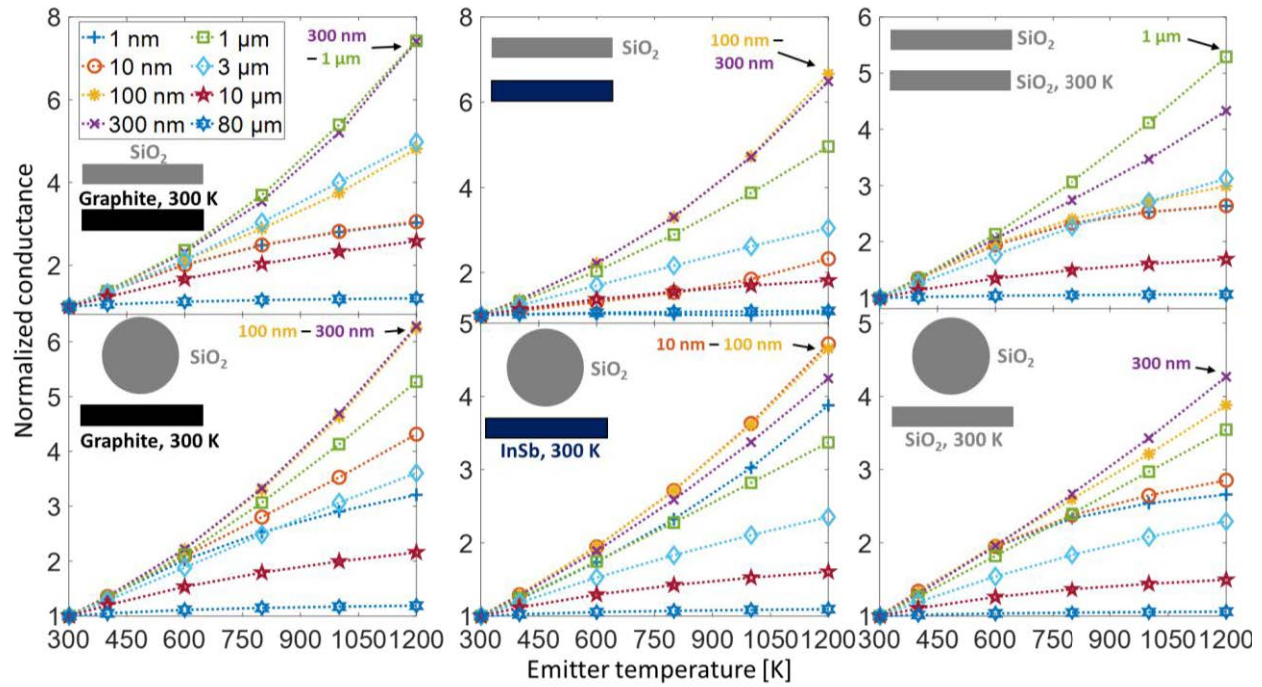 Normalized conductance
1 nm
10 nm
100 nm
300 nm
1 μm
3 μm
10 μm
80 μm
300 nm
– 1 μm
SiO2
Graphite, 300 K
8
6
4
2
100 nm –
300 nm
SiO2
8
6
4
2
1 μm
SiO2
SiO2, 300 K
6
5
4
3
2
1
100 nm – 300 nm
SiO2
Graphite, 300 K
6
5
4
3
2
1
300 450 600 750 900 1050 1200
10 nm – 100 nm
SiO2
InSb, 300 K
5
4
3
2
1
300 450 600 750 900 1050 1200
300 nm
SiO2
SiO2, 300 K
5
4
3
2
1
300 450 600 750 900 1050 1200
Emitter temperature [K]